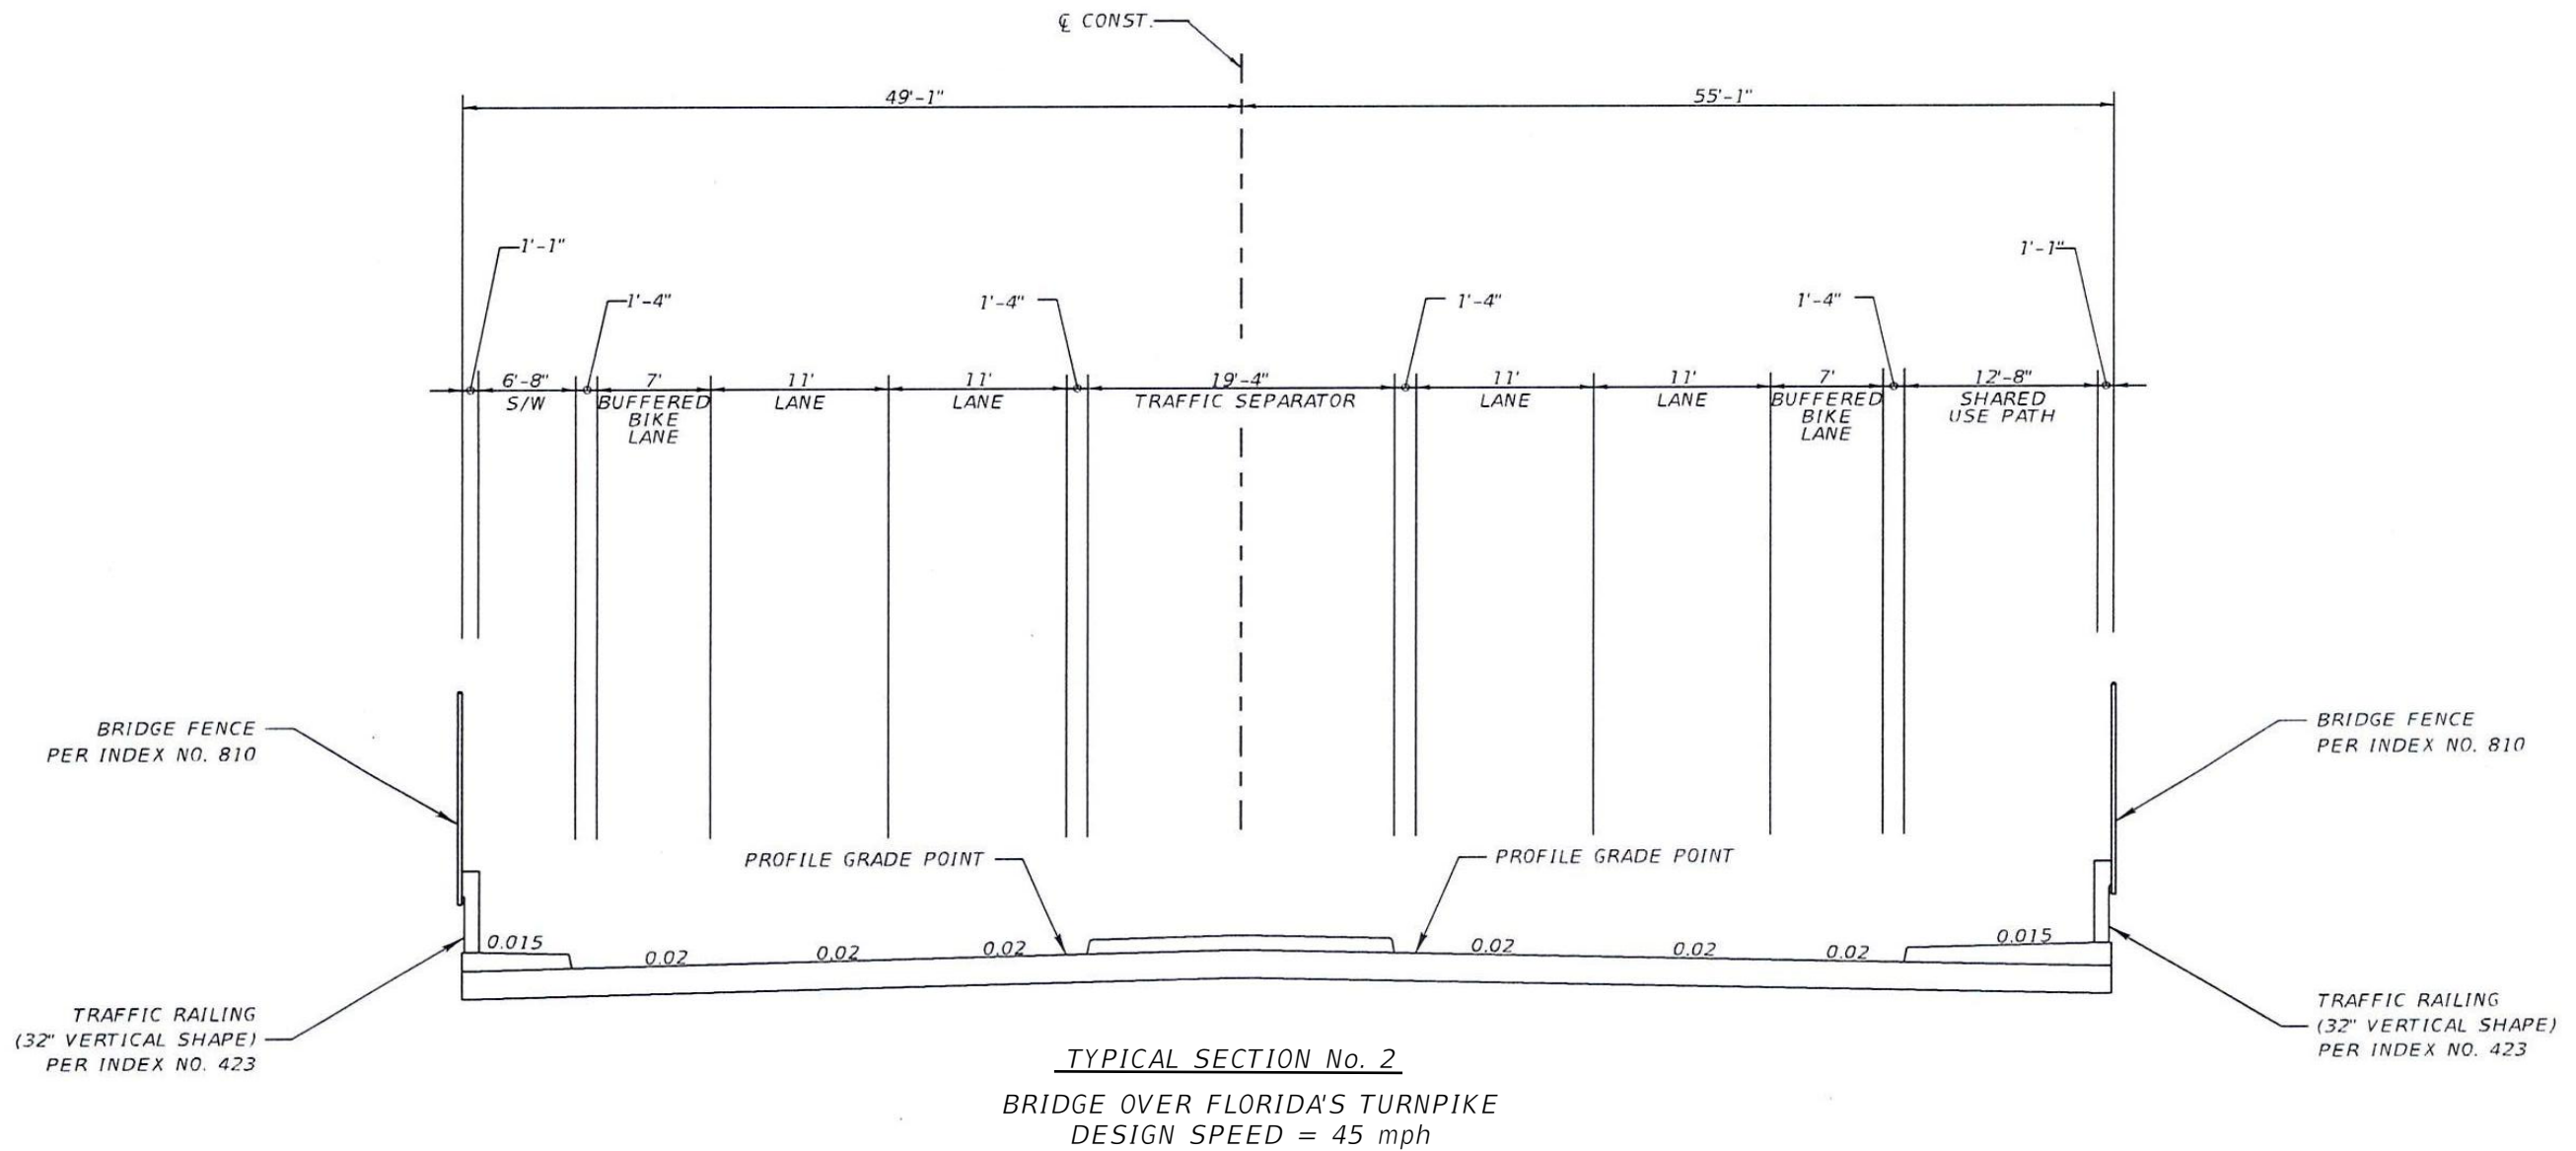 ℄ CONST.
49'-1"
55'-1"
1'-1"
1'-1"
1'-4"
1'-4"
1'-4"
1'-4"
6'-8"
S/W
7'
BUFFERED
BIKE
LANE
11'
LANE
11'
LANE
19'-4"
TRAFFIC SEPARATOR
11'
LANE
11'
LANE
7'
BUFFERED
BIKE
LANE
12'-8"
SHARED
USE PATH
BRIDGE FENCE
PER INDEX NO. 810
BRIDGE FENCE
PER INDEX NO. 810
PROFILE GRADE POINT
PROFILE GRADE POINT
0.015
0.02
0.02
0.02
0.02
0.02
0.02
0.015
TRAFFIC RAILING
(32" VERTICAL SHAPE)
PER INDEX NO. 423
TRAFFIC RAILING
(32" VERTICAL SHAPE)
PER INDEX NO. 423
TYPICAL SECTION No. 2
BRIDGE OVER FLORIDA'S TURNPIKE
DESIGN SPEED = 45 mph